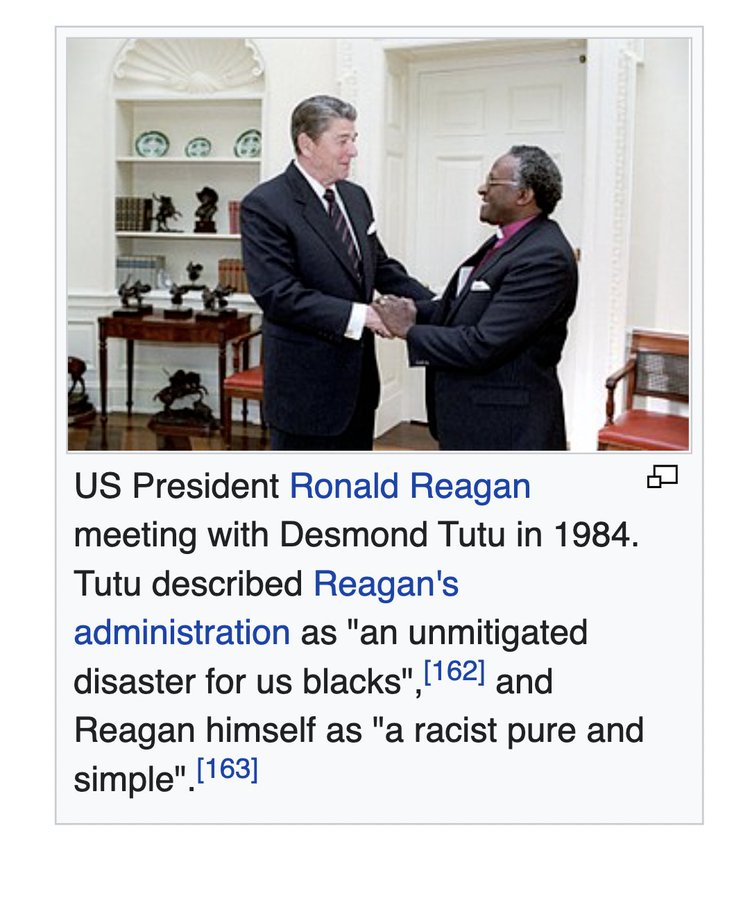 US President Ronald Reagan
meeting with Desmond Tutu in 1984.
Tutu described Reagan's
administration as "an unmitigated
disaster for us blacks",[162] and
Reagan himself as "a racist pure and
simple".[163]